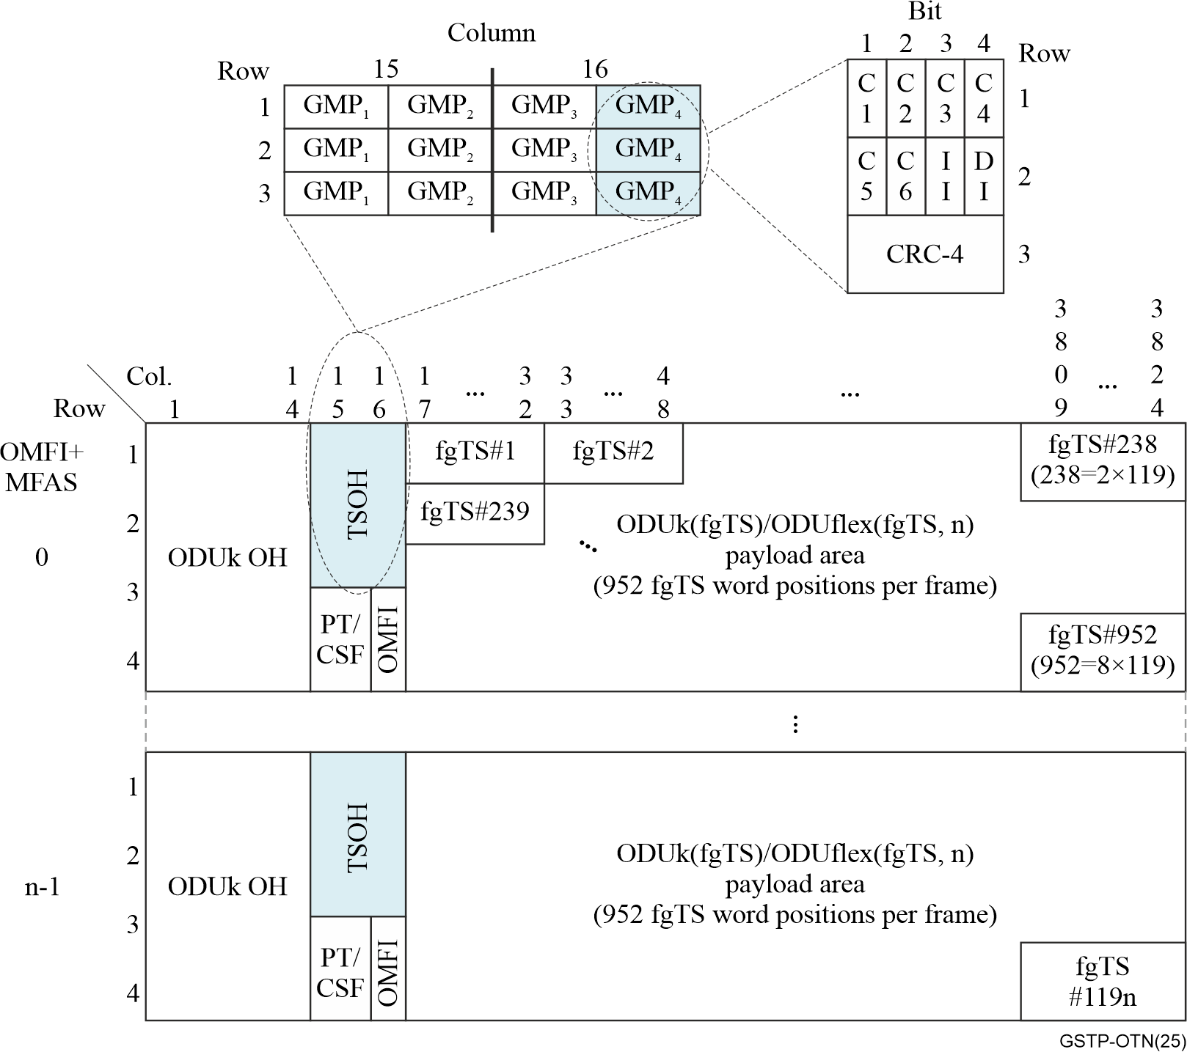 Bit
Column
1 2 3 4
Row
Row 15 16
1 GMP₁ GMP₂ GMP₃ GMP₄
2 GMP₁ GMP₂ GMP₃ GMP₄
3 GMP₁ GMP₂ GMP₃ GMP₄
C1 C2 C3 C4 1
C5 C6 II DI 2
CRC-4 3
Col.
Row
1 14 15 16 17 ... 32 33 ... 48 ... 3809 ... 3824
OMFI+
MFAS
0
1
2
3
4
ODUk OH
TSOH
PT/
CSF
OMFI
fgTS#1
fgTS#2
fgTS#238
(238=2×119)
fgTS#239
...
ODUk(fgTS)/ODUflex(fgTS, n)
payload area
(952 fgTS word positions per frame)
fgTS#952
(952=8×119)
...
n-1
1
2
3
4
ODUk OH
TSOH
PT/
CSF
OMFI
ODUk(fgTS)/ODUflex(fgTS, n)
payload area
(952 fgTS word positions per frame)
fgTS
#119n
GSTP-OTN(25)